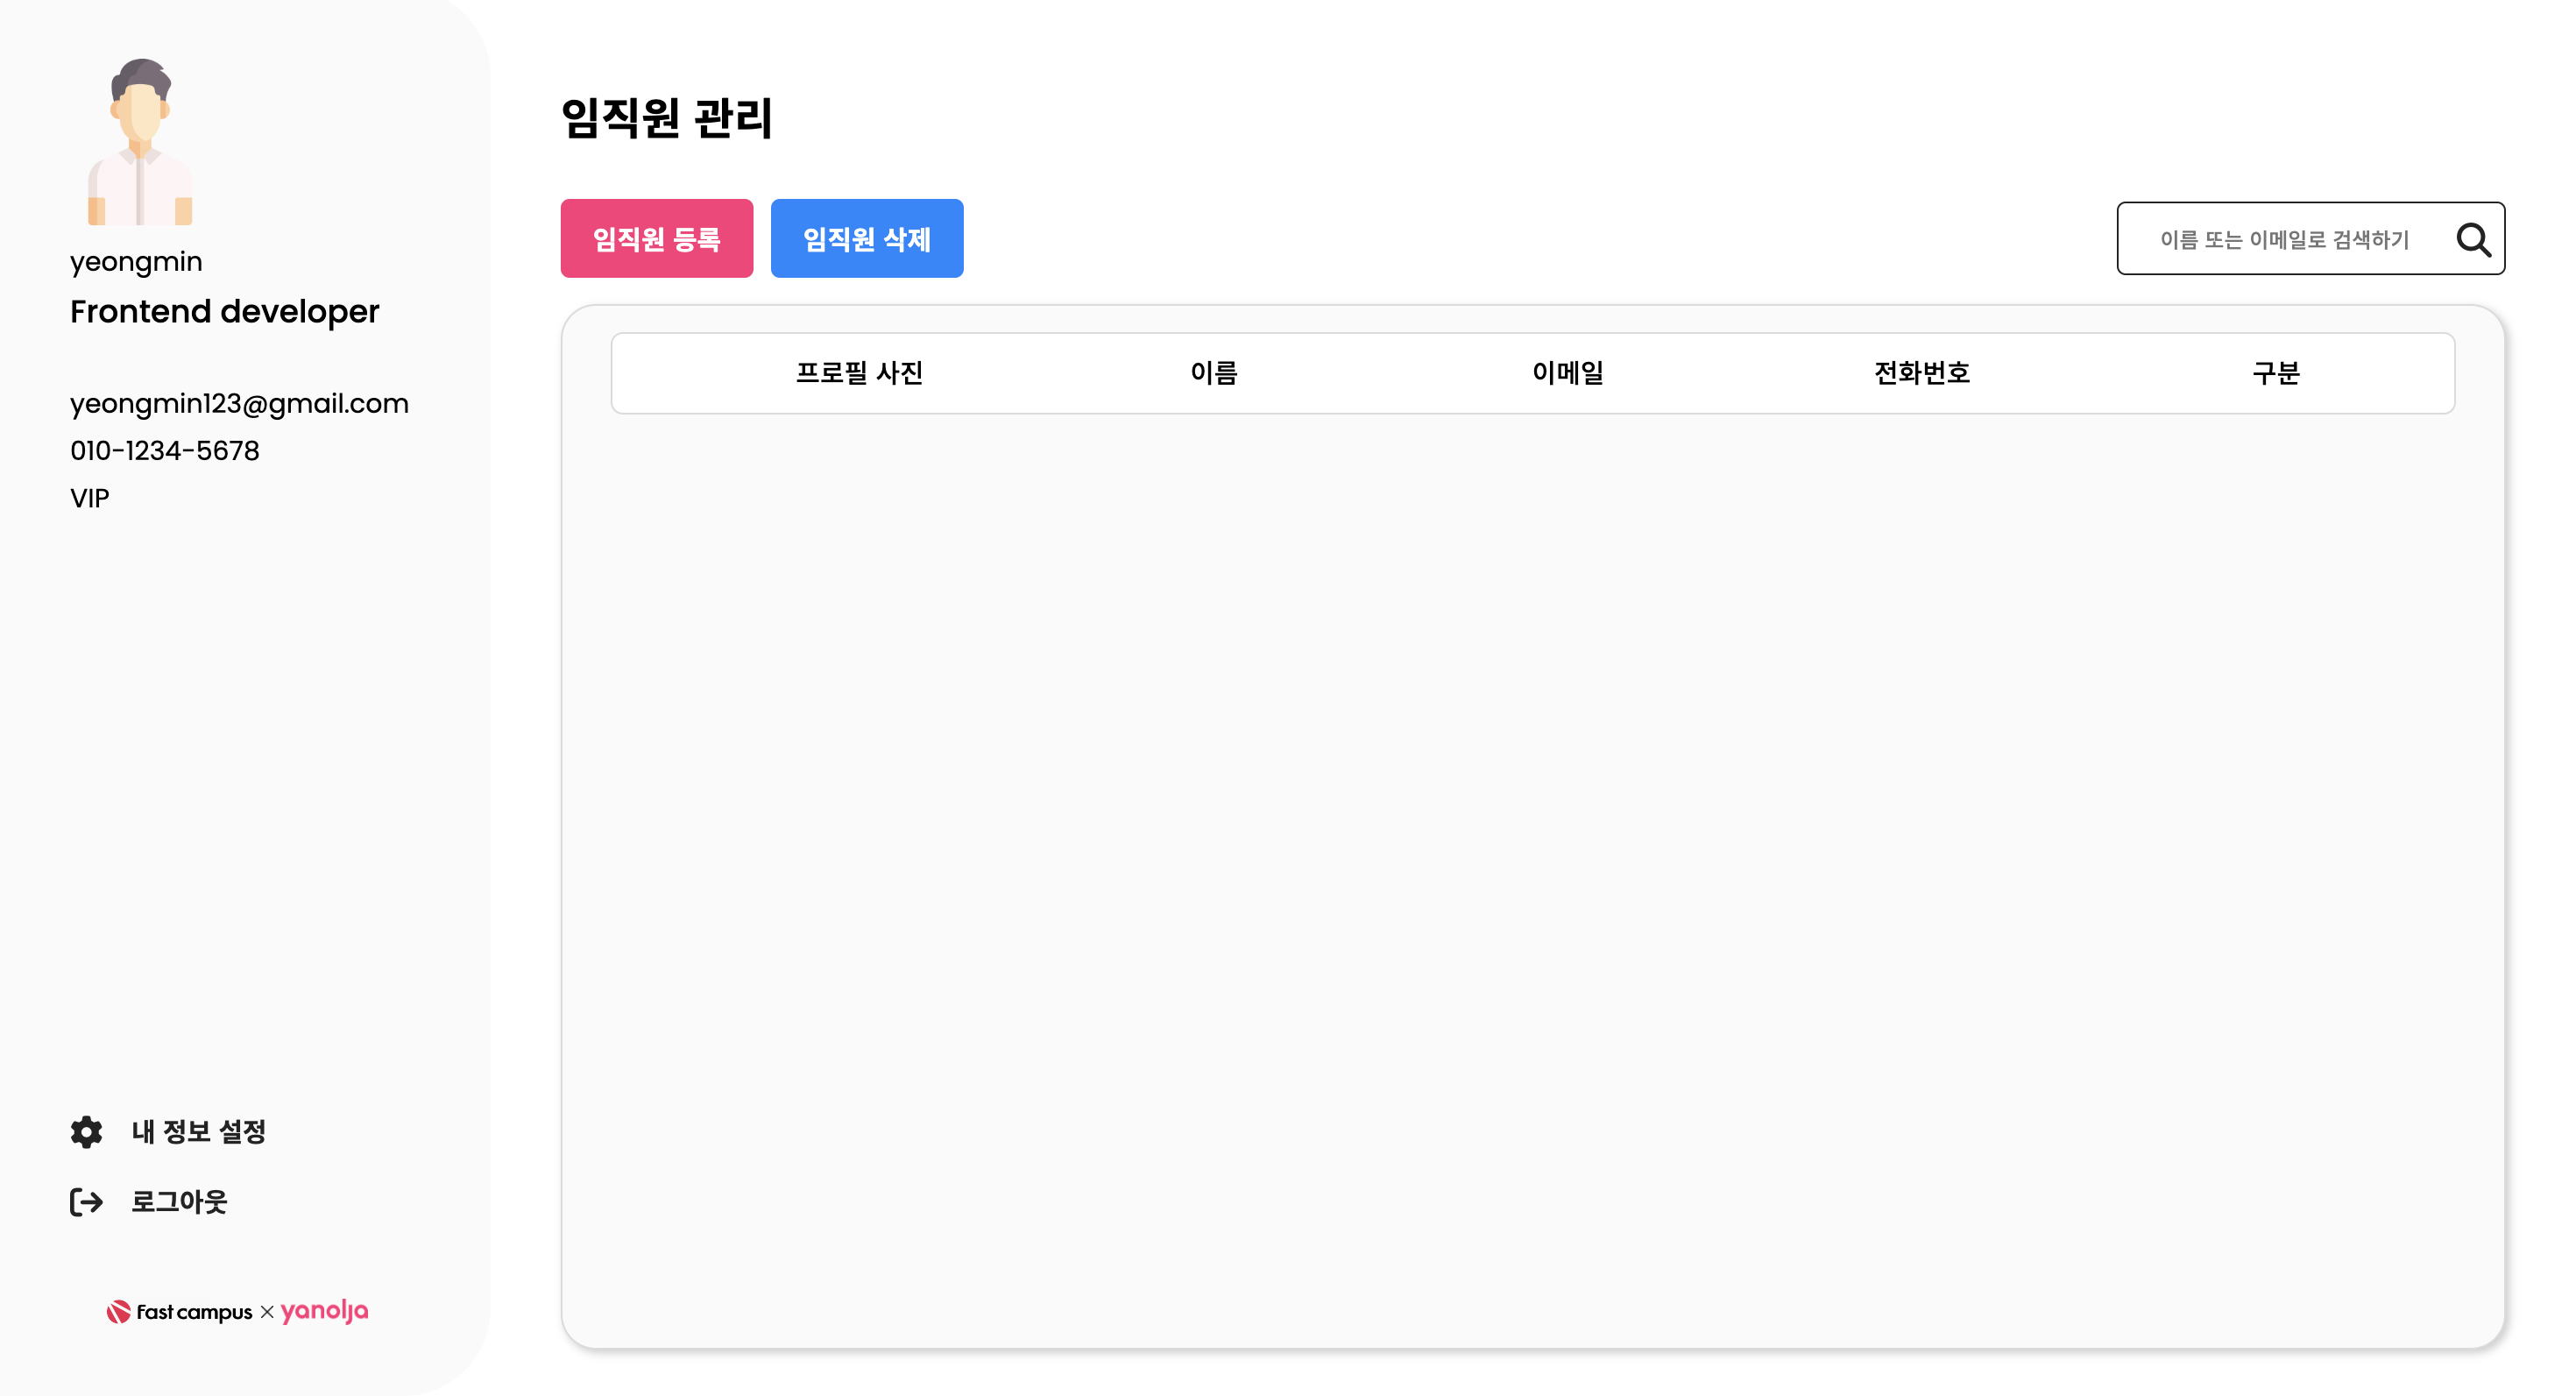 yeongmin
Frontend developer
yeongmin123@gmail.com
010-1234-5678
VIP
내 정보 설정
로그아웃
Fast campus × yanolja
임직원 관리
임직원 등록 임직원 삭제 이름 또는 이메일로 검색하기
프로필 사진 이름 이메일 전화번호 구분